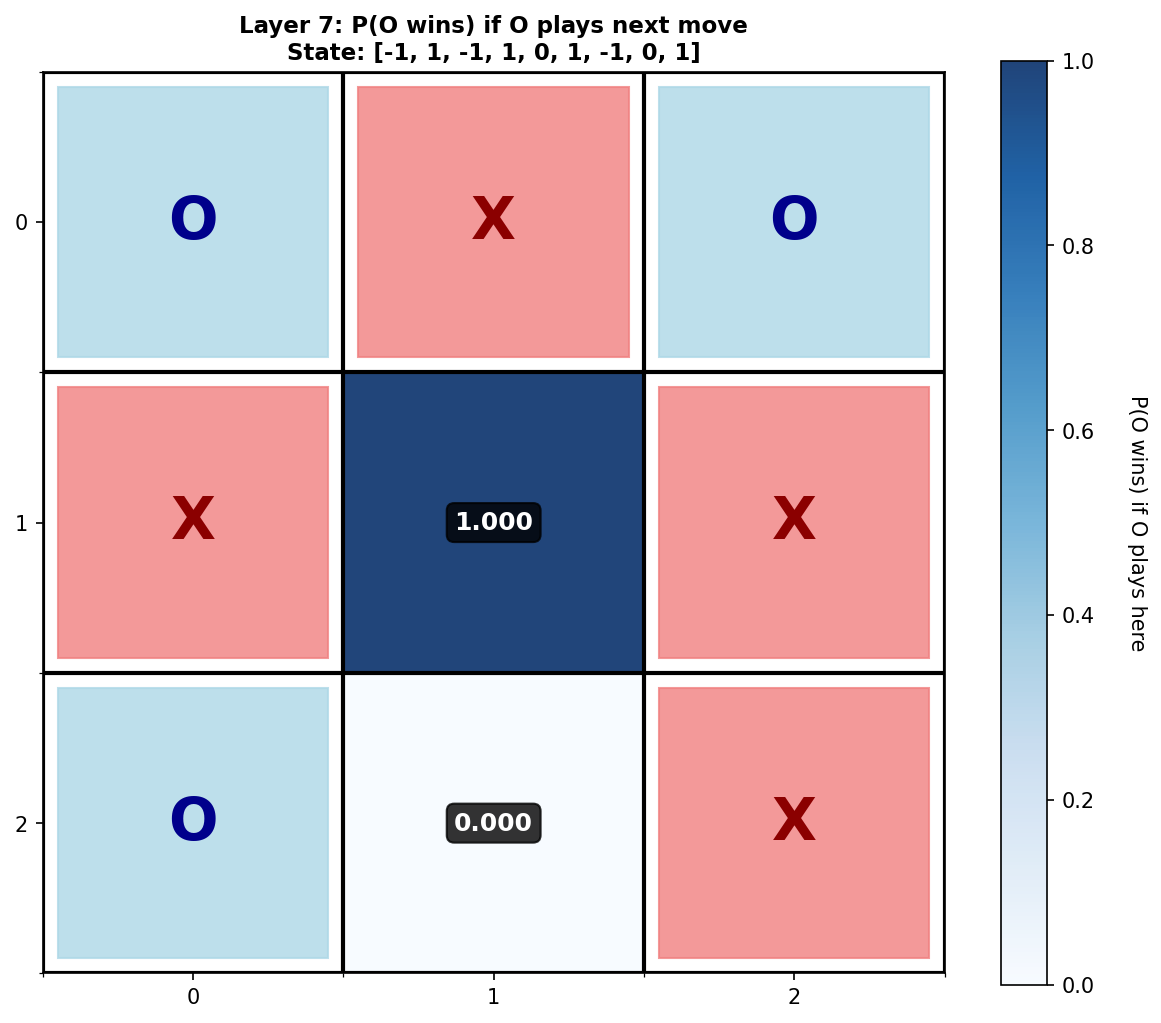 Layer 7: P(O wins) if O plays next move
State: [-1, 1, -1, 1, 0, 1, -1, 0, 1]
O X O
X 1.000 X
O 0.000 X
0
1
2
0 1 2
1.0
0.8
0.6
0.4
0.2
0.0
P(O wins) if O plays here